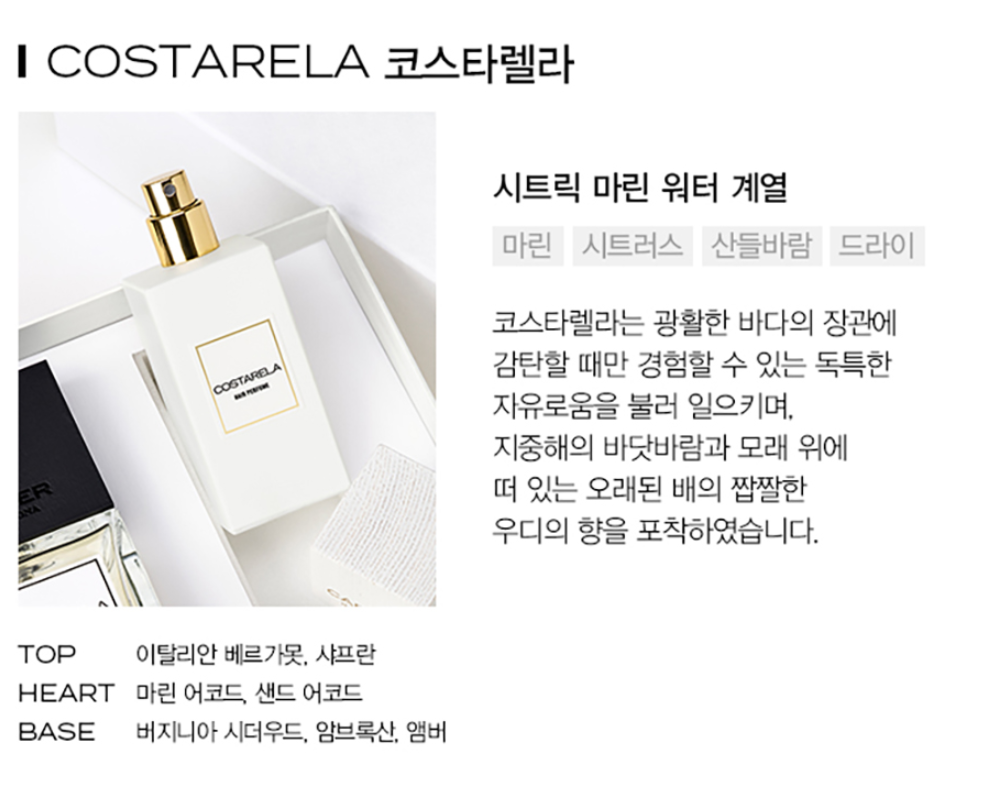 COSTARELA 코스타렐라
시트릭 마린 워터 계열
마린 시트러스 산들바람 드라이
코스타렐라는 광활한 바다의 장관에
감탄할 때만 경험할 수 있는 독특한
자유로움을 불러 일으키며,
지중해의 바닷바람과 모래 위에
떠 있는 오래된 배의 짭짤한
우디의 향을 포착하였습니다.
COSTARELA
HAIR PERFUME
TOP 이탈리안 베르가못, 샤프란
HEART 마린 어코드, 샌드 어코드
BASE 버지니아 시더우드, 암브록산, 앰버